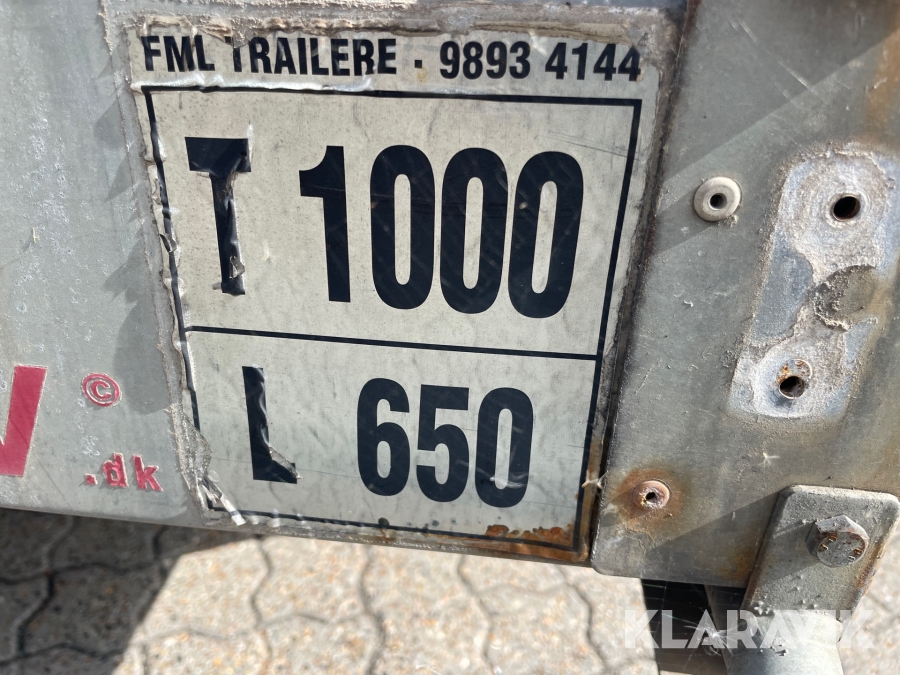 FML TRAILERE · 9893 4144
T 1000
L 650
©
.dk
KLARAVIK